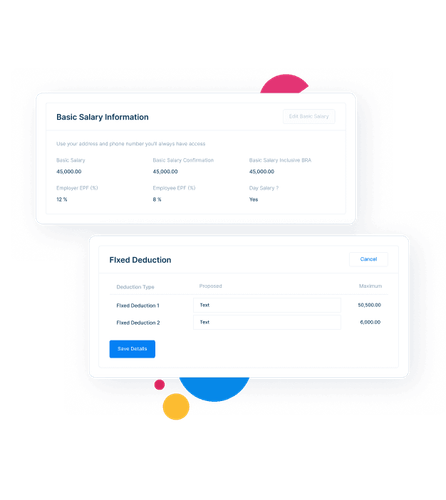 Basic Salary Information
Edit Basic Salary
Use your address and phone number you'll always have access.
Basic Salary Basic Salary Confirmation Basic Salary Inclusive BRA
45,000.00 45,000.00 45,000.00
Employer EPF (%) Employee EPF (%) Day Salary ?
12 % 8 % Yes
Fixed Deduction
Cancel
Deduction Type Processed Maximum
Fixed Deduction 1 Test 50,500.00
Fixed Deduction 2 Test 6,000.00
Save Details